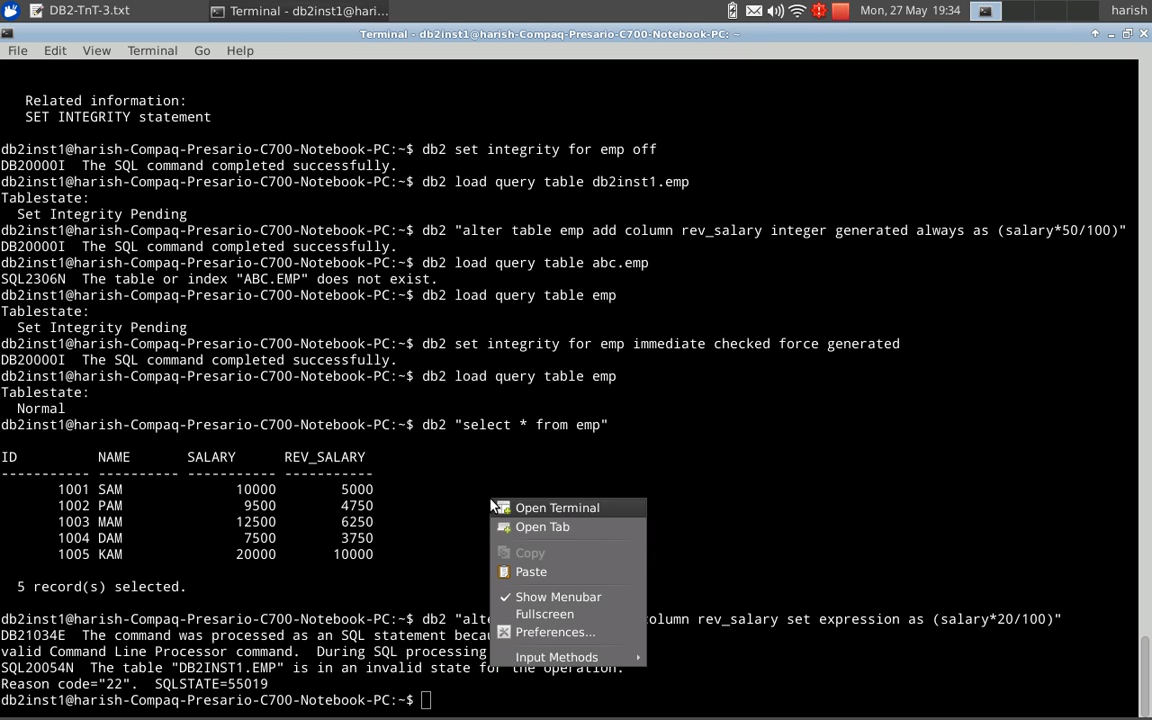 DB2-TnT-3.txt
Terminal - db2inst1@hari...
Mon, 27 May 19:34
harish
Terminal - db2inst1@harish-Compaq-Presario-C700-Notebook-PC: ~
File Edit View Terminal Go Help
Related information:
SET INTEGRITY statement
db2inst1@harish-Compaq-Presario-C700-Notebook-PC:~$ db2 set integrity for emp off
DB20000I  The SQL command completed successfully.
db2inst1@harish-Compaq-Presario-C700-Notebook-PC:~$ db2 load query table db2inst1.emp
Tablestate:
Set Integrity Pending
db2inst1@harish-Compaq-Presario-C700-Notebook-PC:~$ db2 "alter table emp add column rev_salary integer generated always as (salary*50/100)"
DB20000I  The SQL command completed successfully.
db2inst1@harish-Compaq-Presario-C700-Notebook-PC:~$ db2 load query table abc.emp
SQL2306N  The table or index "ABC.EMP" does not exist.
db2inst1@harish-Compaq-Presario-C700-Notebook-PC:~$ db2 load query table emp
Tablestate:
Set Integrity Pending
db2inst1@harish-Compaq-Presario-C700-Notebook-PC:~$ db2 set integrity for emp immediate checked force generated
DB20000I  The SQL command completed successfully.
db2inst1@harish-Compaq-Presario-C700-Notebook-PC:~$ db2 load query table emp
Tablestate:
Normal
db2inst1@harish-Compaq-Presario-C700-Notebook-PC:~$ db2 "select * from emp"
ID NAME SALARY REV_SALARY
----------- ---------- ----------- -----------
1001 SAM 10000 5000
1002 PAM 9500 4750
1003 MAM 12500 6250
1004 DAM 7500 3750
1005 KAM 20000 10000
5 record(s) selected.
db2inst1@harish-Compaq-Presario-C700-Notebook-PC:~$ db2 "alte olumn rev_salary set expression as (salary*20/100)"
DB21034E  The command was processed as an SQL statement becau
valid Command Line Processor command.  During SQL processing
SQL20054N  The table "DB2INST1.EMP" is in an invalid state for the operation.
Reason code="22".  SQLSTATE=55019
db2inst1@harish-Compaq-Presario-C700-Notebook-PC:~$
Open Terminal
Open Tab
Copy
Paste
Show Menubar
Fullscreen
Preferences...
Input Methods